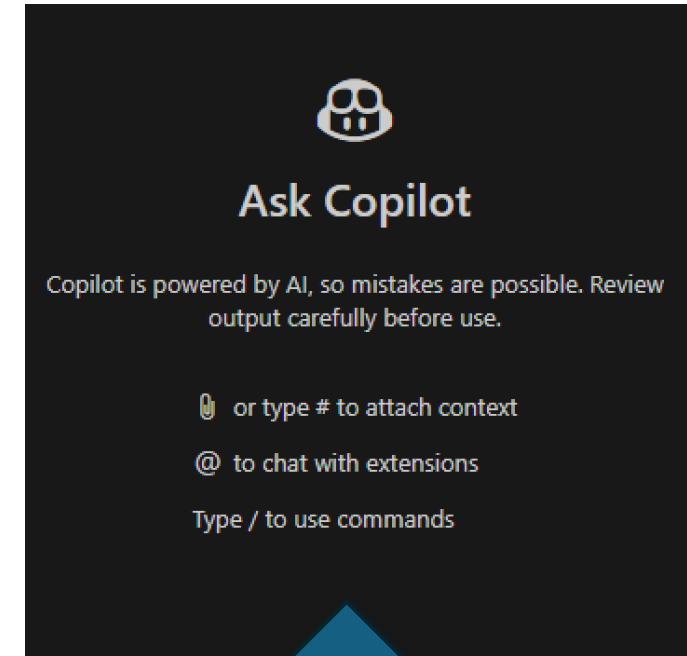 Ask Copilot
Copilot is powered by AI, so mistakes are possible. Review
output carefully before use.
or type # to attach context
@ to chat with extensions
Type / to use commands